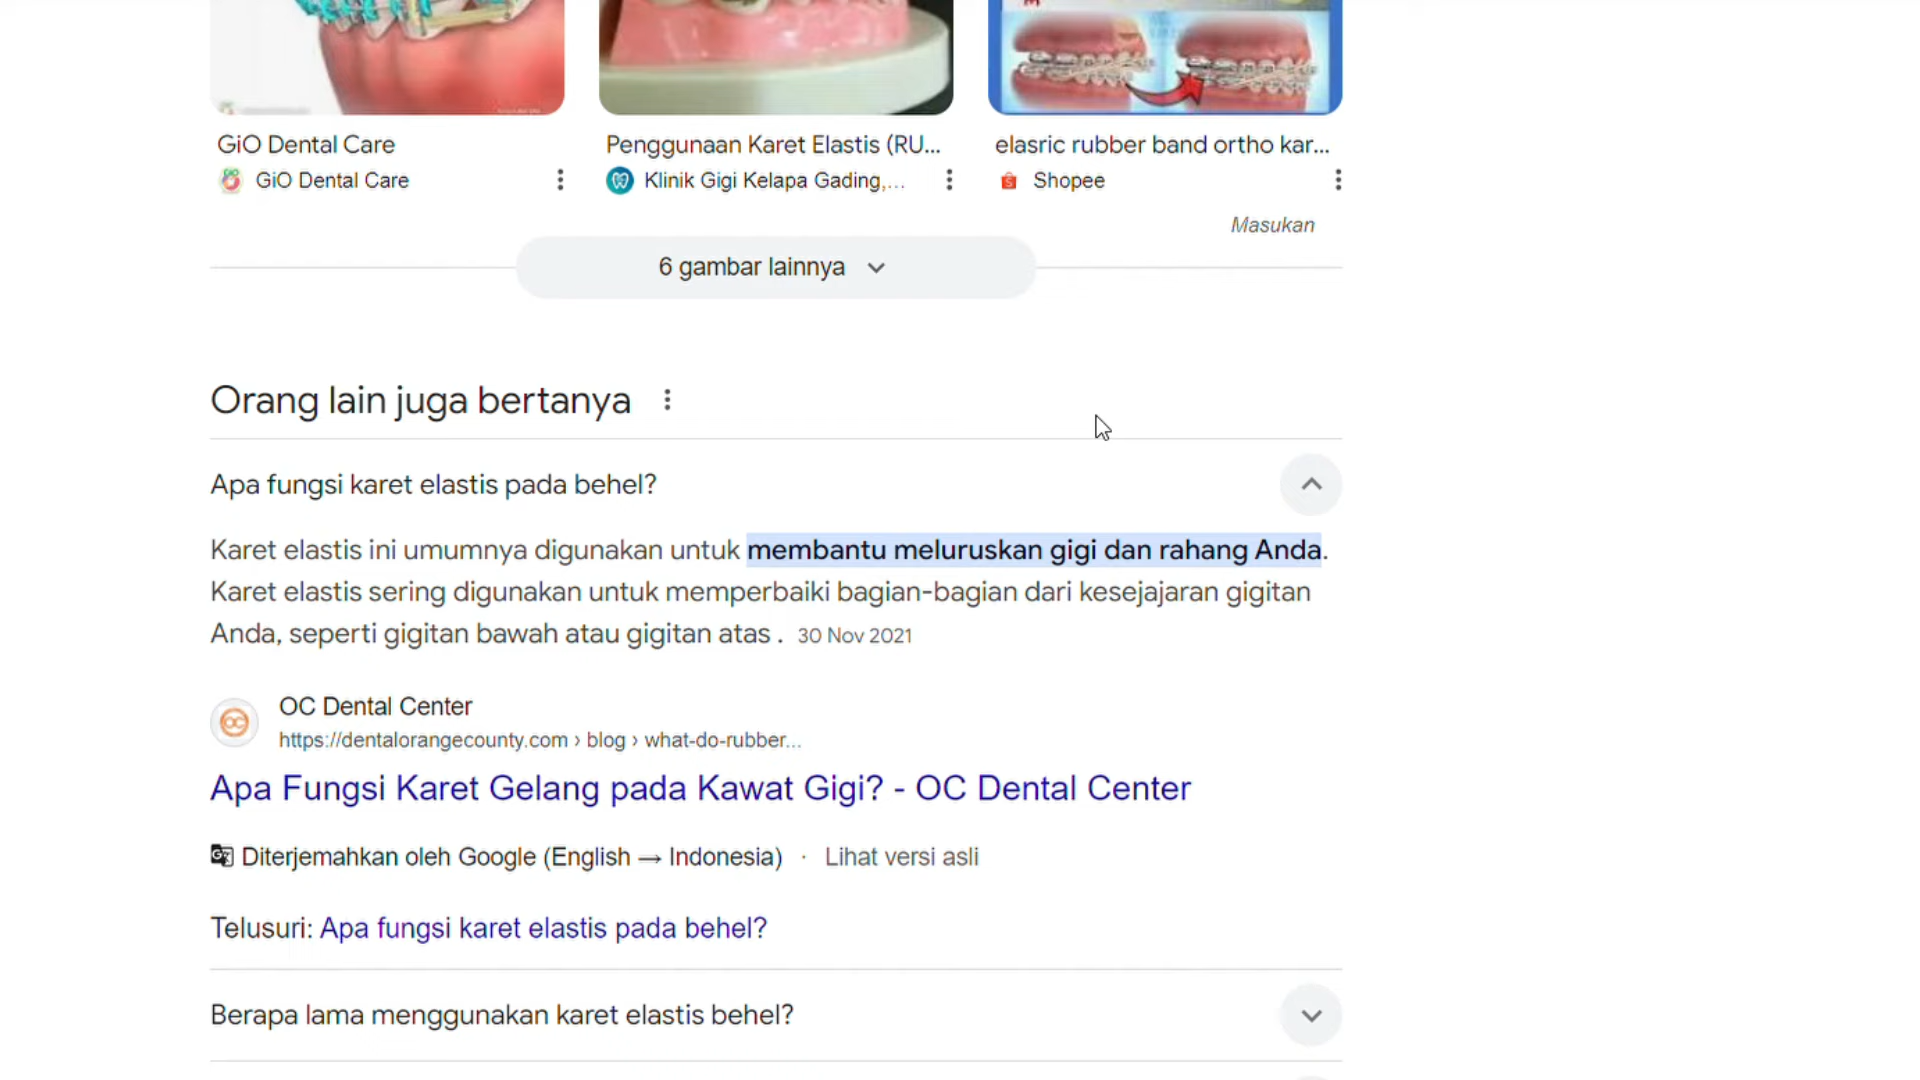 GiO Dental Care
GiO Dental Care
Penggunaan Karet Elastis (RU...
Klinik Gigi Kelapa Gading,...
elasric rubber band ortho kar...
Shopee
Masukan
6 gambar lainnya
Orang lain juga bertanya
Apa fungsi karet elastis pada behel?
Karet elastis ini umumnya digunakan untuk membantu meluruskan gigi dan rahang Anda.
Karet elastis sering digunakan untuk memperbaiki bagian-bagian dari kesejajaran gigitan
Anda, seperti gigitan bawah atau gigitan atas . 30 Nov 2021
OC Dental Center
https://dentalorangecounty.com › blog › what-do-rubber...
Apa Fungsi Karet Gelang pada Kawat Gigi? - OC Dental Center
Diterjemahkan oleh Google (English → Indonesia) · Lihat versi asli
Telusuri: Apa fungsi karet elastis pada behel?
Berapa lama menggunakan karet elastis behel?